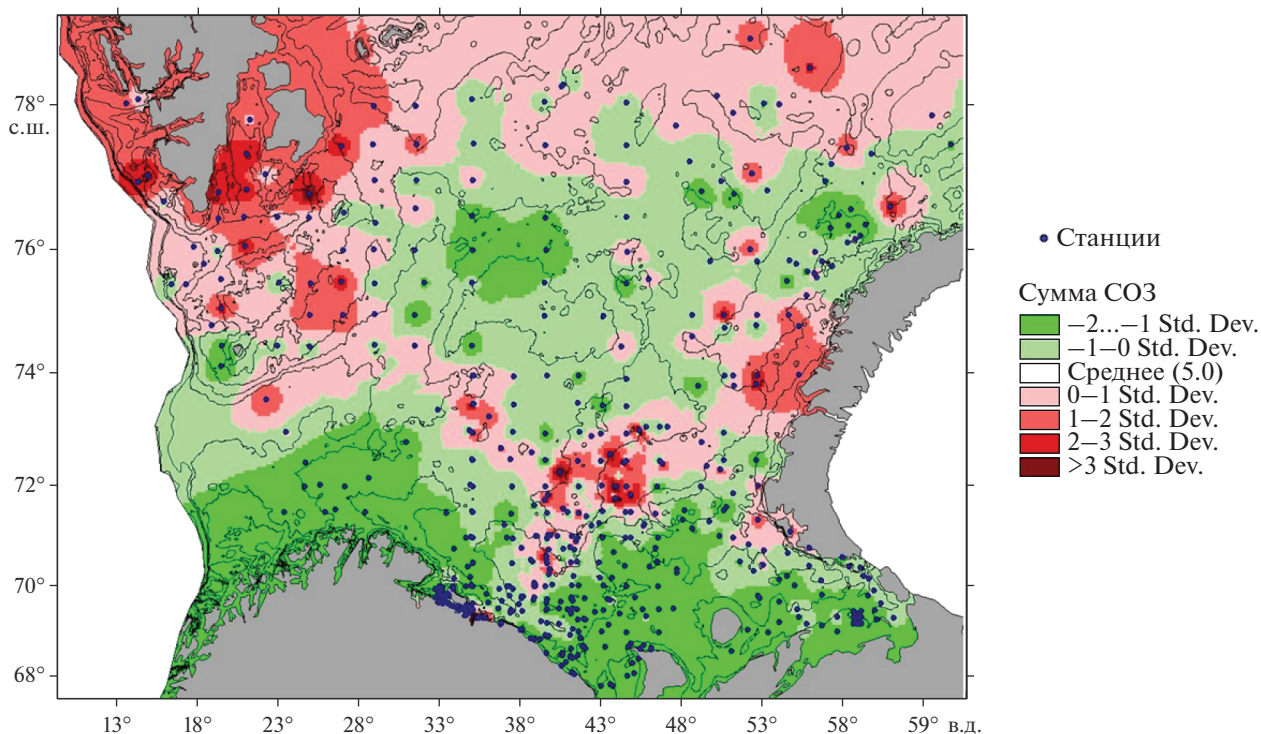 78°
с.ш.
76°
74°
72°
70°
68°
13°
18°
23°
28°
33°
38°
43°
48°
53°
58°
59°
в.д.
Станции
Сумма СОЗ
−2...−1 Std. Dev.
−1−0 Std. Dev.
Среднее (5.0)
0−1 Std. Dev.
1−2 Std. Dev.
2−3 Std. Dev.
>3 Std. Dev.